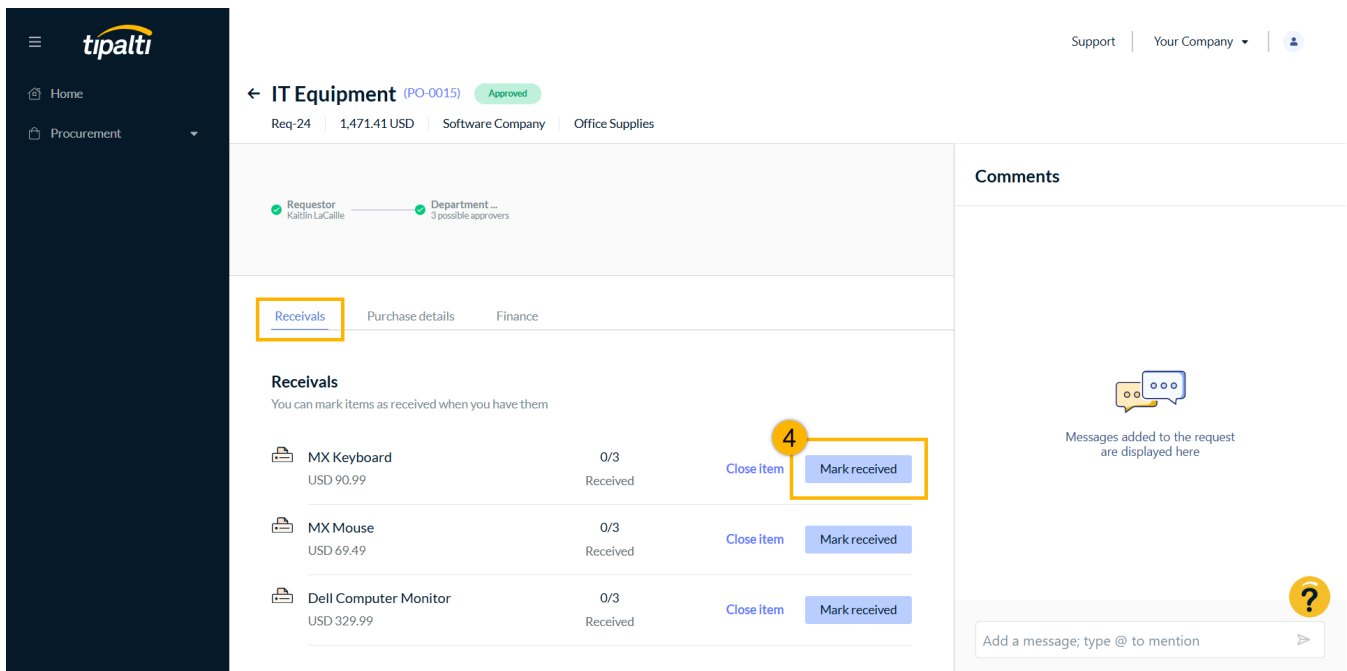 tipalti
Support
Your Company
Home
Procurement
IT Equipment (PO-0015) Approved
Req-24 1,471.41 USD Software Company Office Supplies
Requestor
Kaitlin LaCaille
Department ...
3 possible approvers
Comments
Receivals Purchase details Finance
Receivals
You can mark items as received when you have them
4
MX Keyboard 0/3
USD 90.99 Received
Close item Mark received
MX Mouse 0/3
USD 69.49 Received
Close item Mark received
Dell Computer Monitor 0/3
USD 329.99 Received
Close item Mark received
Messages added to the request
are displayed here
?
Add a message; type @ to mention